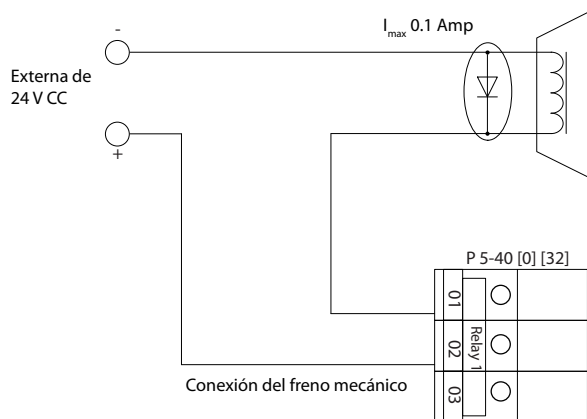 -
I_max 0.1 Amp
Externa de
24 V CC
+
P 5-40 [0] [32]
01
02
03
Relay 1
Conexión del freno mecánico